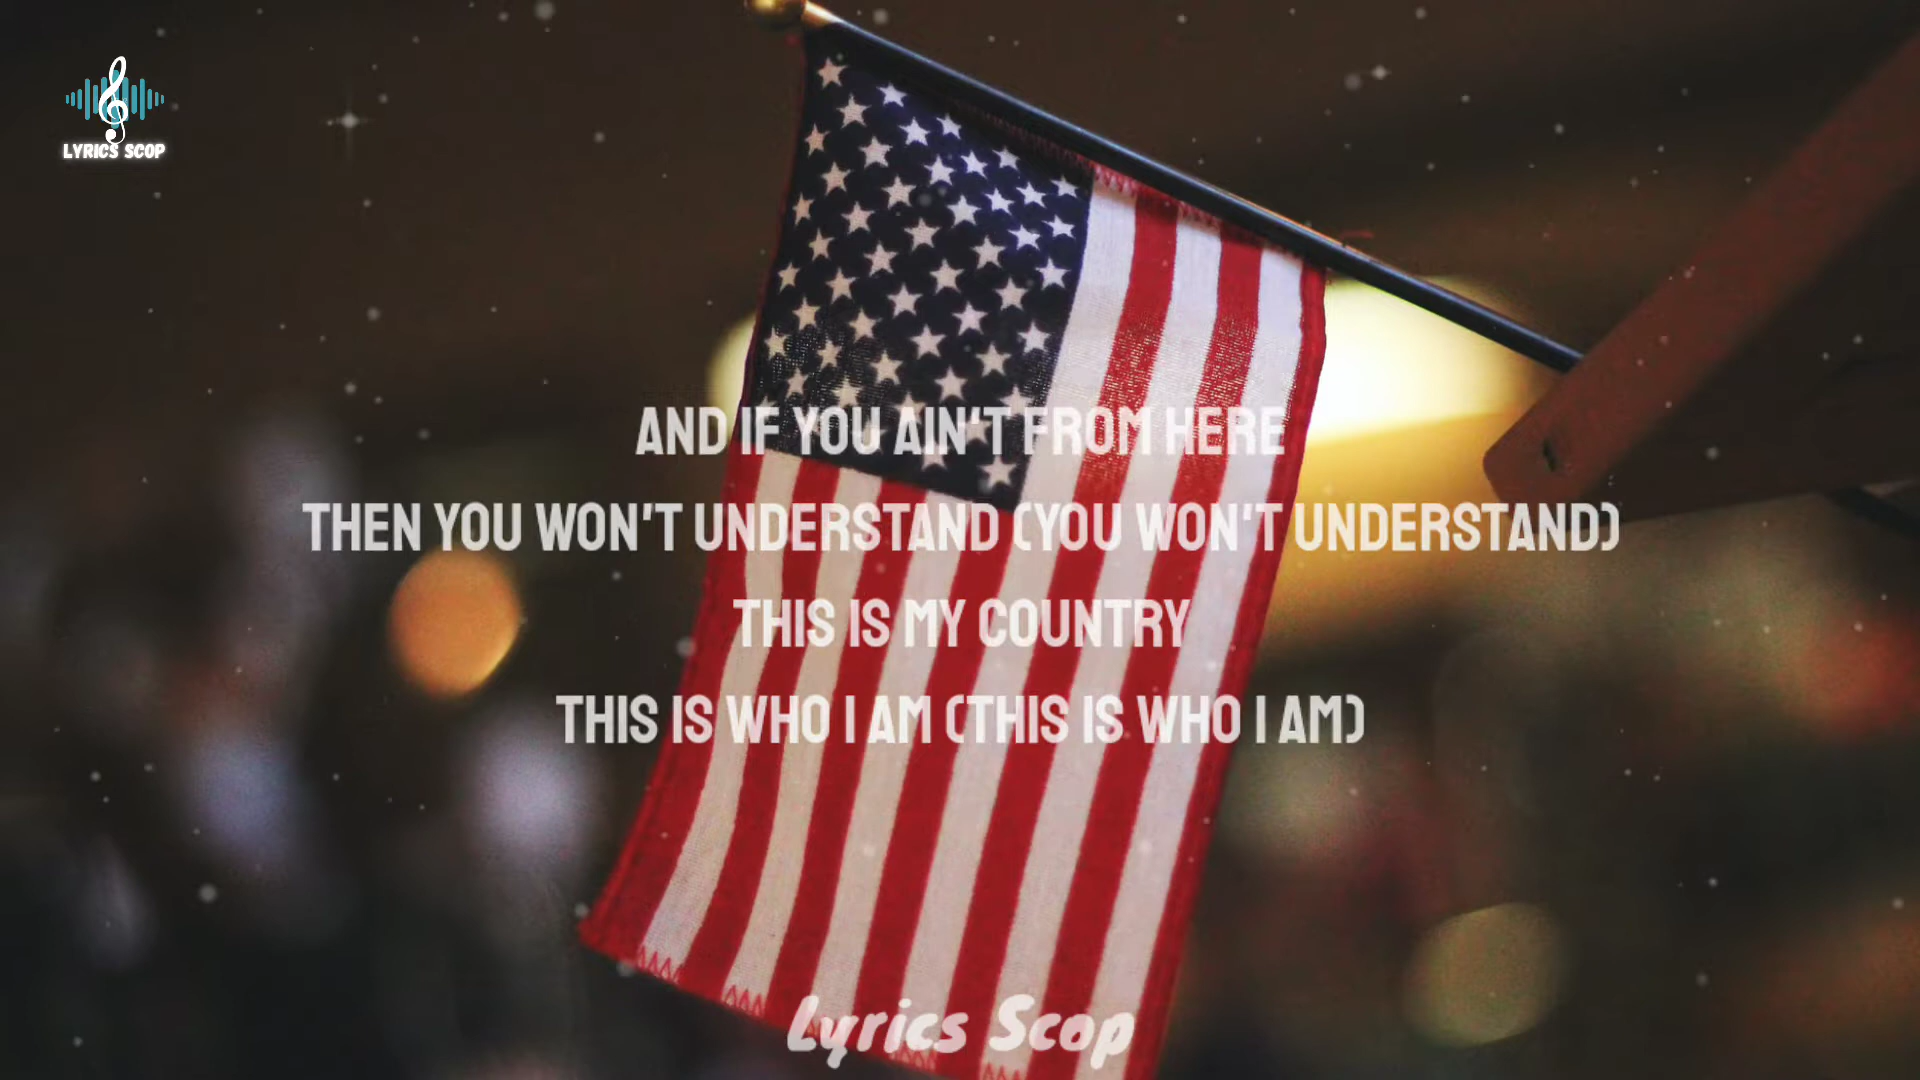 LYRICS SCOP
AND IF YOU AIN'T FROM HERE
THEN YOU WON'T UNDERSTAND (YOU WON'T UNDERSTAND)
THIS IS MY COUNTRY
THIS IS WHO I AM (THIS IS WHO I AM)
Lyrics Scop